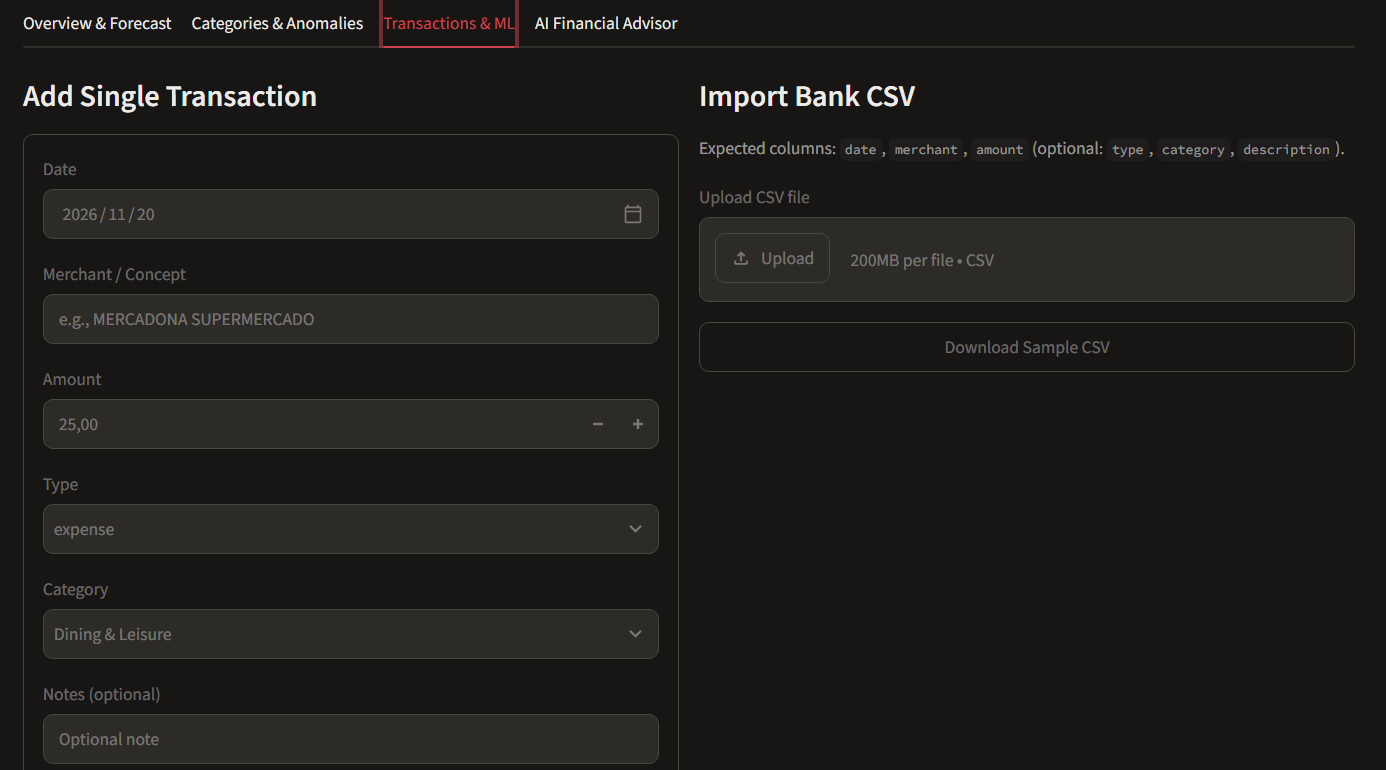 Overview & Forecast
Categories & Anomalies
Transactions & ML
AI Financial Advisor
Add Single Transaction
Date
2026 / 11 / 20
Merchant / Concept
e.g., MERCADONA SUPERMERCADO
Amount
25,00
Type
expense
Category
Dining & Leisure
Notes (optional)
Optional note
Import Bank CSV
Expected columns: date, merchant, amount (optional: type, category, description).
Upload CSV file
Upload
200MB per file • CSV
Download Sample CSV